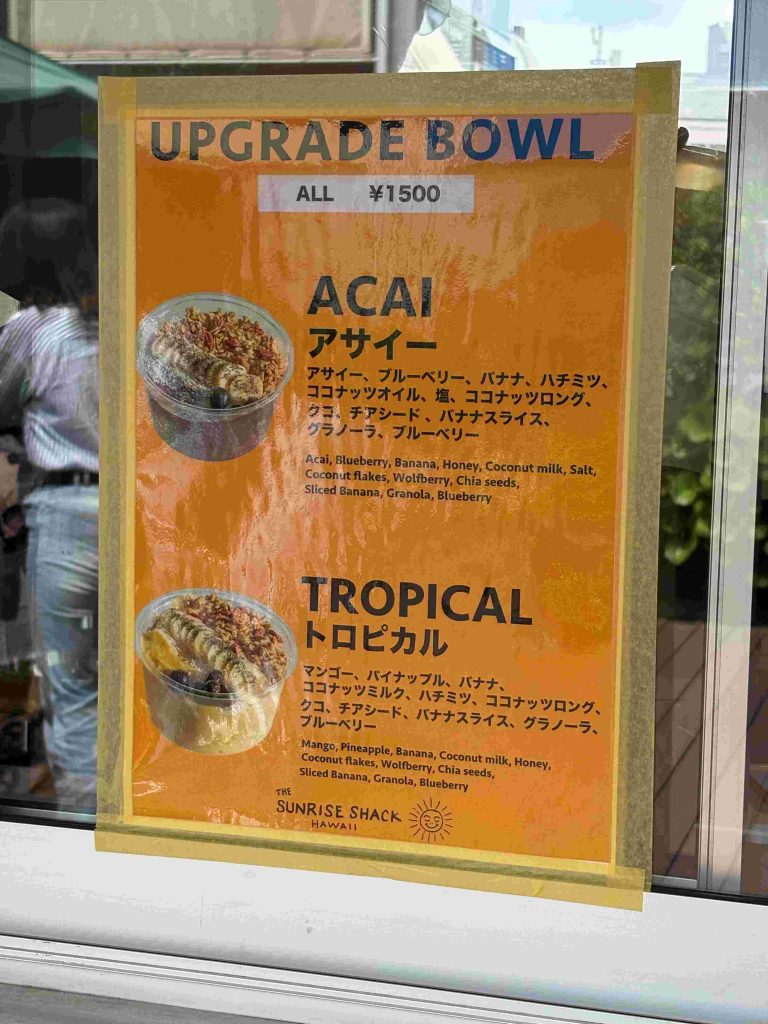 UPGRADE BOWL
ALL ¥1500
ACAI
アサイー
アサイー、ブルーベリー、バナナ、ハチミツ、
ココナッツオイル、塩、ココナッツロング、
クコ、チアシード 、バナナスライス、
グラノーラ、ブルーベリー
Acai, Blueberry, Banana, Honey, Coconut milk, Salt,
Coconut flakes, Wolfberry, Chia seeds,
Sliced Banana, Granola, Blueberry
TROPICAL
トロピカル
マンゴー、パイナップル、バナナ、
ココナッツミルク、ハチミツ、ココナッツロング、
クコ、チアシード、バナナスライス、グラノーラ、
ブルーベリー
Mango, Pineapple, Banana, Coconut milk, Honey,
Coconut flakes, Wolfberry, Chia seeds,
Sliced Banana, Granola, Blueberry
THE
SUNRISE SHACK
HAWAII